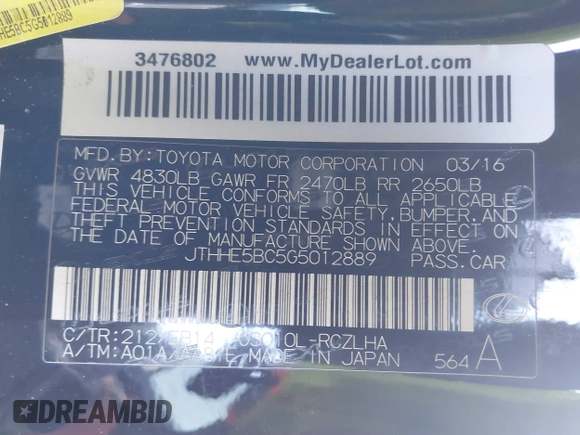 HE5BC5G5012889
3476802 www.MyDealerLot.com
MFD. BY: TOYOTA MOTOR CORPORATION 03/16
GVWR 4830LB GAWR FR 2470LB RR 2650LB
THIS VEHICLE CONFORMS TO ALL APPLICABLE
FEDERAL MOTOR VEHICLE SAFETY, BUMPER, AND
THEFT PREVENTION STANDARDS IN EFFECT ON
THE DATE OF MANUFACTURE SHOWN ABOVE.
JTHHE5BC5G5012889 PASS. CAR
C/TR:212/ L-RCZLHA
A/TM:A01A/ MADE IN JAPAN 564 A
DREAMBID